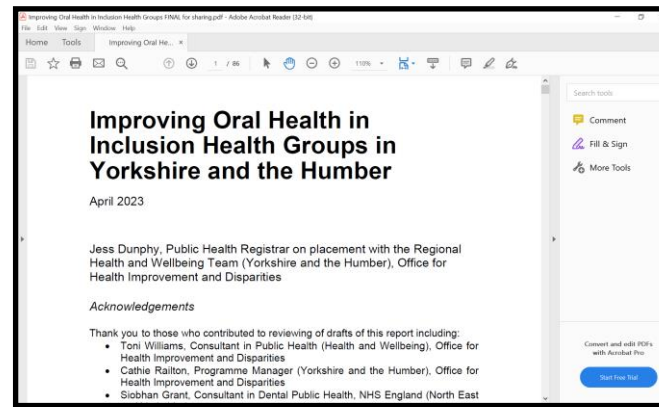 Improving Oral Health in Inclusion Health Groups FINAL for sharing.pdf - Adobe Acrobat Reader (32-bit)
File Edit View Sign Window Help
Home Tools Improving Oral He... ×
1 / 86 110%
Search tools
Improving Oral Health in
Inclusion Health Groups in
Yorkshire and the Humber
April 2023
Jess Dunphy, Public Health Registrar on placement with the Regional
Health and Wellbeing Team (Yorkshire and the Humber), Office for
Health Improvement and Disparities
Acknowledgements
Thank you to those who contributed to reviewing of drafts of this report including:
• Toni Williams, Consultant in Public Health (Health and Wellbeing), Office for
Health Improvement and Disparities
• Cathie Railton, Programme Manager (Yorkshire and the Humber), Office for
Health Improvement and Disparities
• Siobhan Grant, Consultant in Dental Public Health, NHS England (North East
Comment
Fill & Sign
More Tools
Convert and edit PDFs
with Acrobat Pro
Start Free Trial